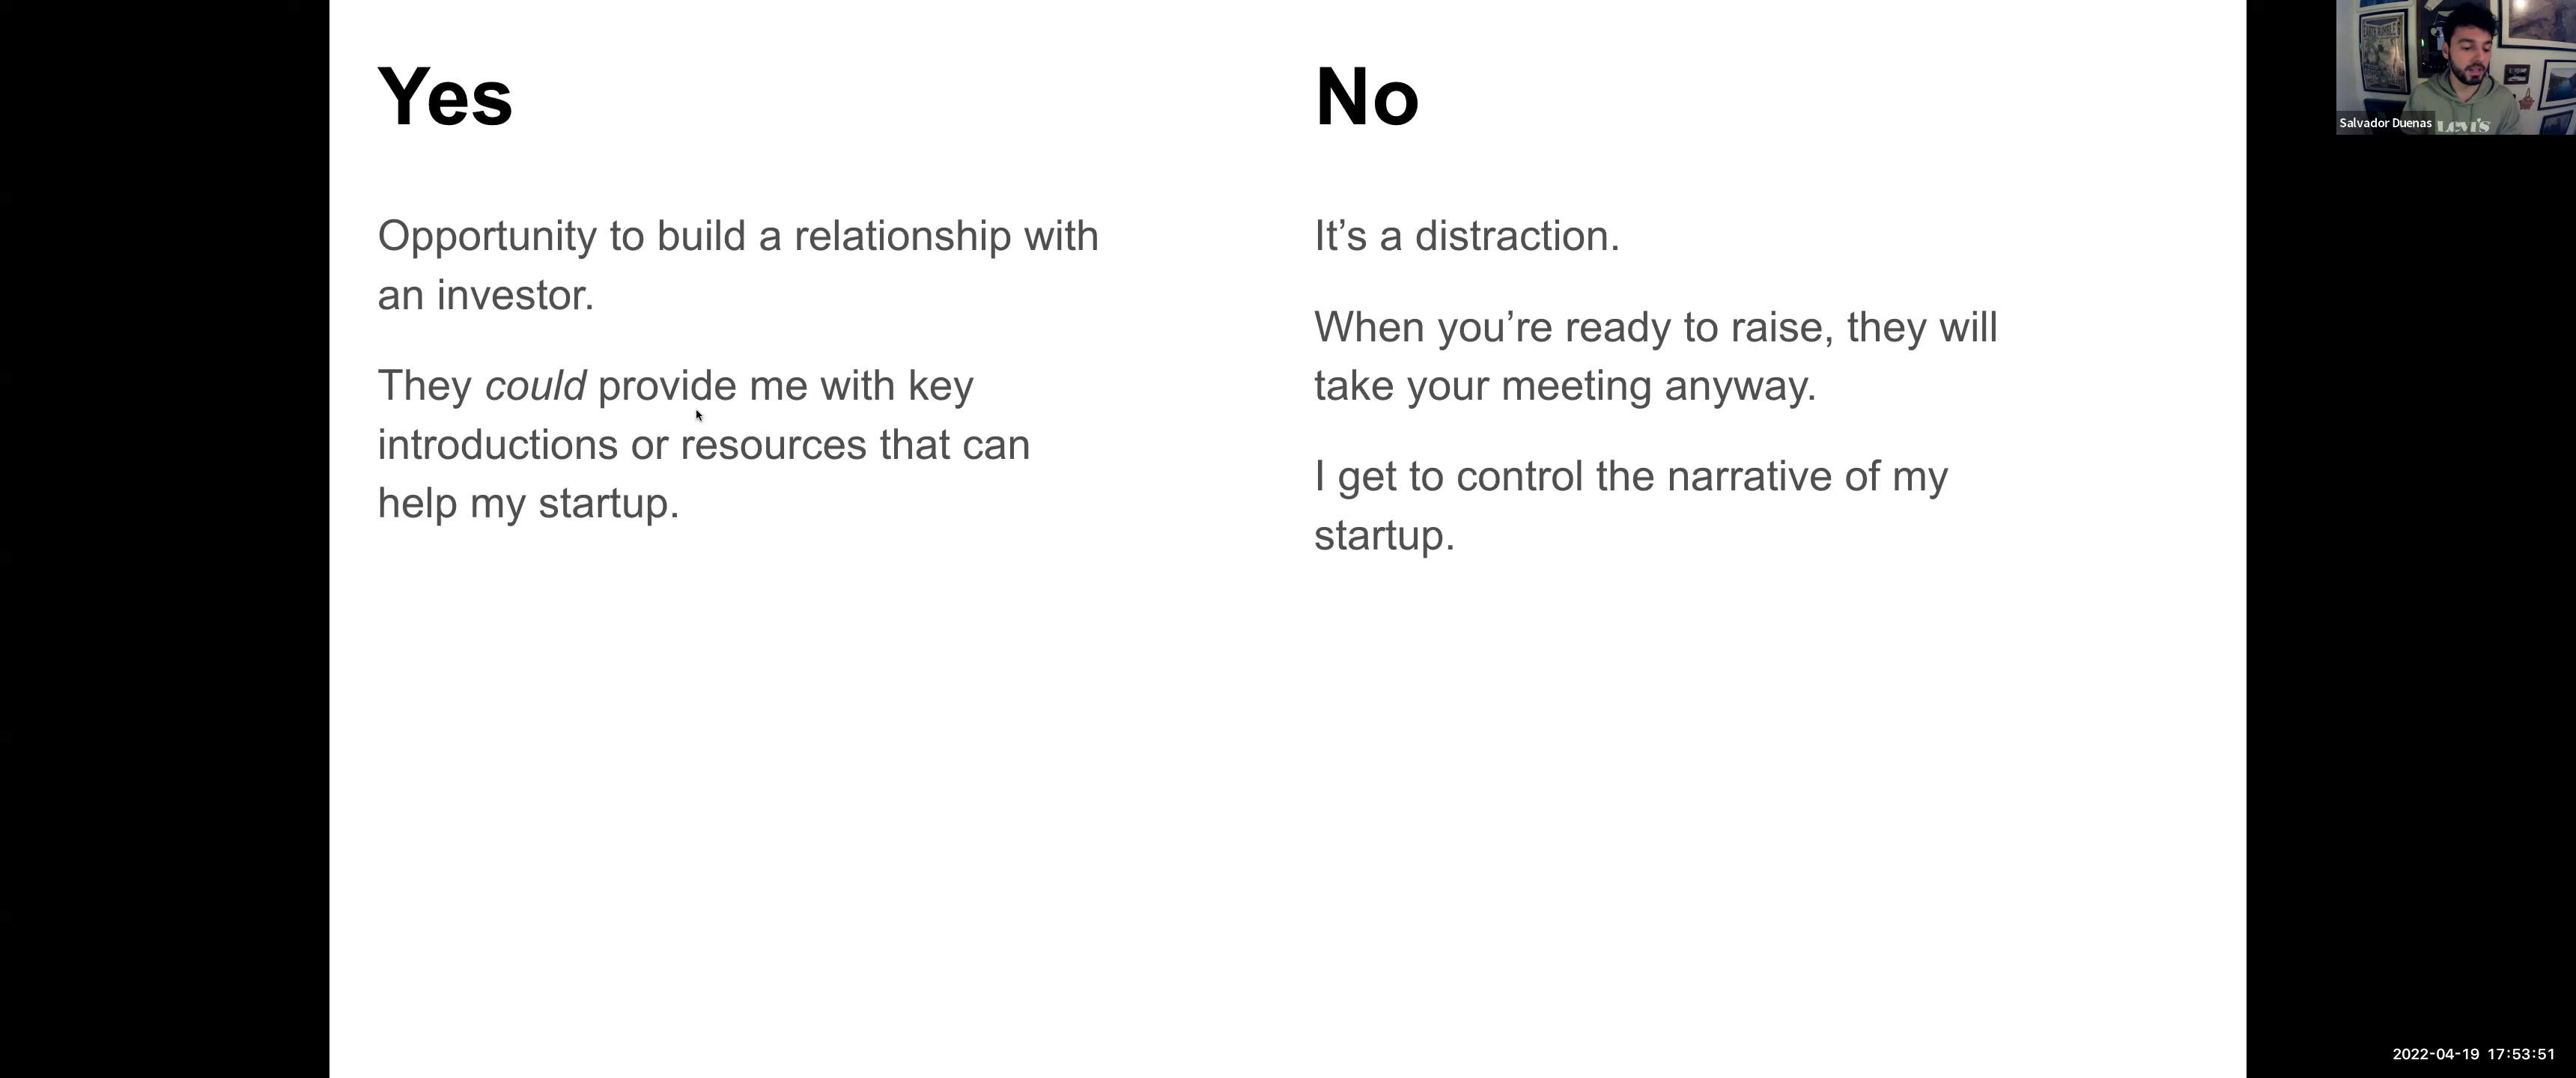 Yes
Opportunity to build a relationship with
an investor.
They could provide me with key
introductions or resources that can
help my startup.
No
It’s a distraction.
When you’re ready to raise, they will
take your meeting anyway.
I get to control the narrative of my
startup.
Salvador Duenas
Levi's
2022-04-19 17:53:51